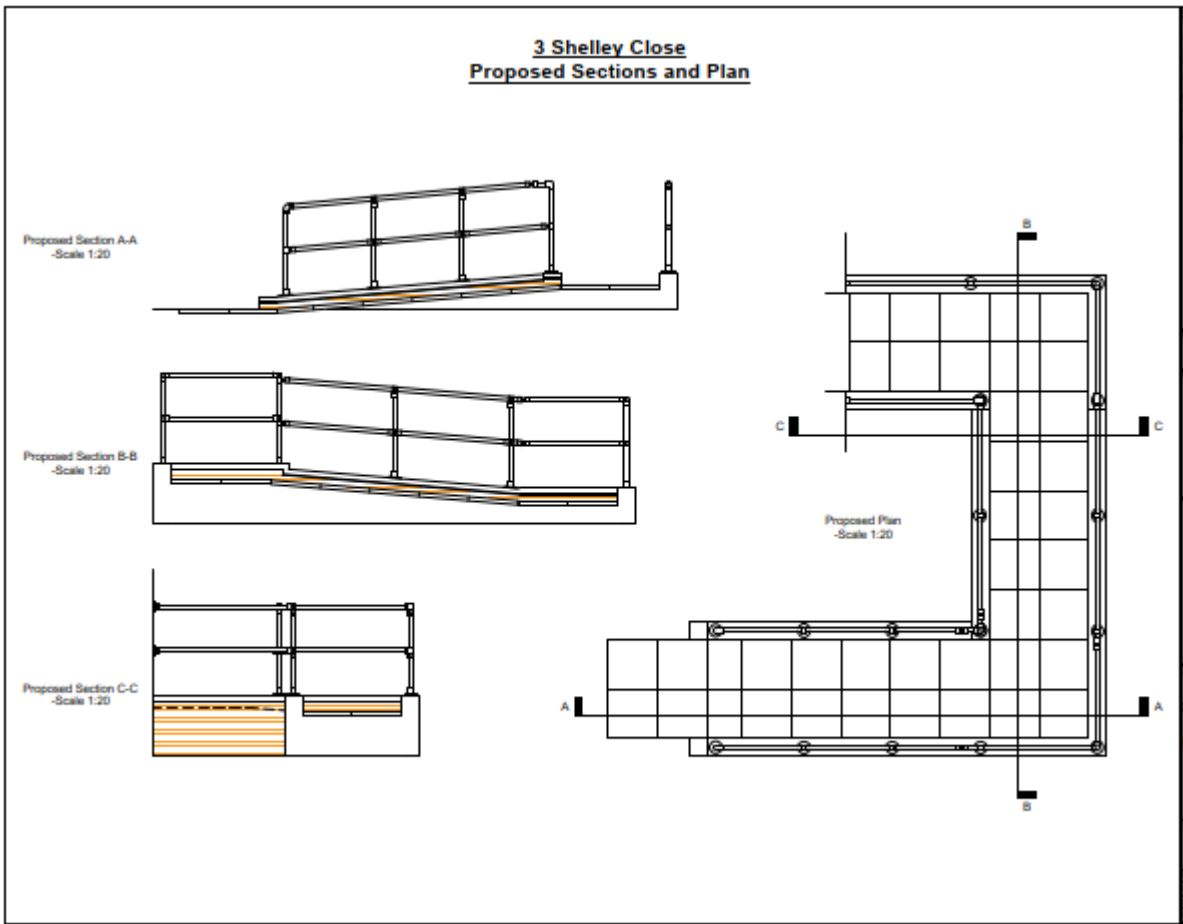 3 Shelley Close
Proposed Sections and Plan
Proposed Section A-A
-Scale 1:20
Proposed Section B-B
-Scale 1:20
Proposed Section C-C
-Scale 1:20
B
C
C
Proposed Plan
-Scale 1:20
A
A
B